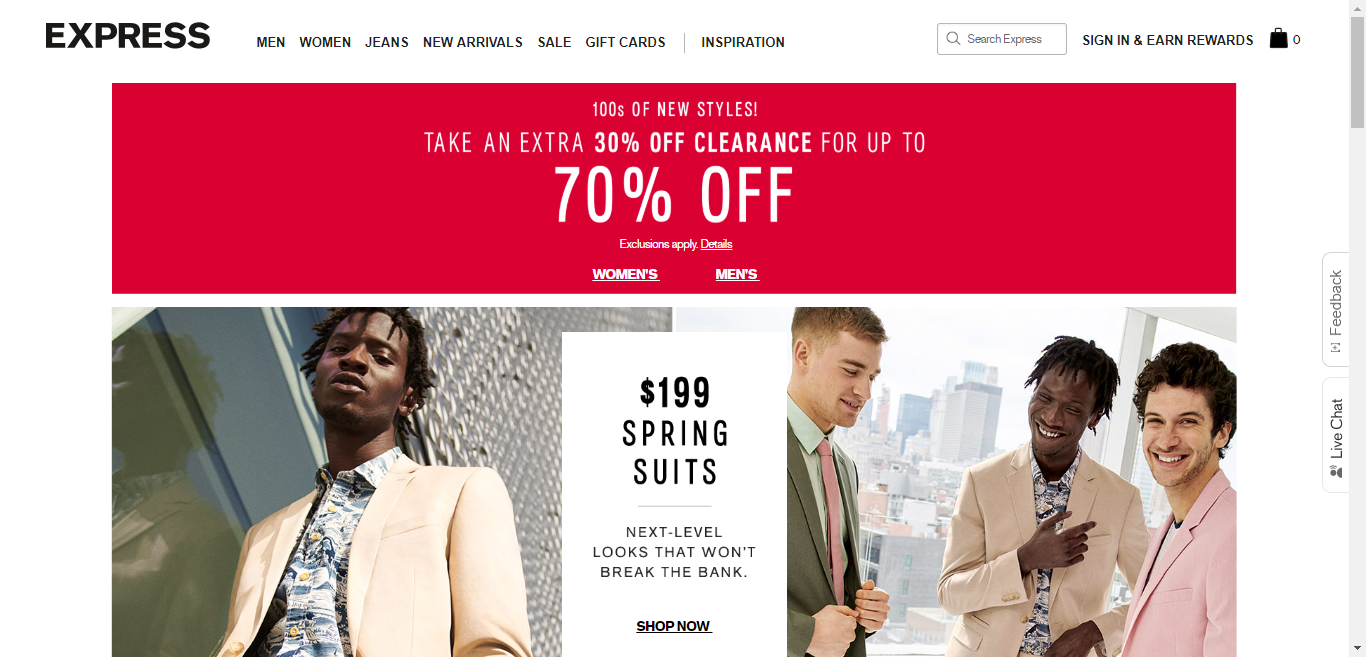 EXPRESS
MEN WOMEN JEANS NEW ARRIVALS SALE GIFT CARDS INSPIRATION
Search Express
SIGN IN & EARN REWARDS
0
100s OF NEW STYLES!
TAKE AN EXTRA 30% OFF CLEARANCE FOR UP TO
70% OFF
Exclusions apply. Details
WOMEN'S MEN'S
$199
SPRING
SUITS
NEXT-LEVEL
LOOKS THAT WON'T
BREAK THE BANK.
SHOP NOW
[+] Feedback
Live Chat